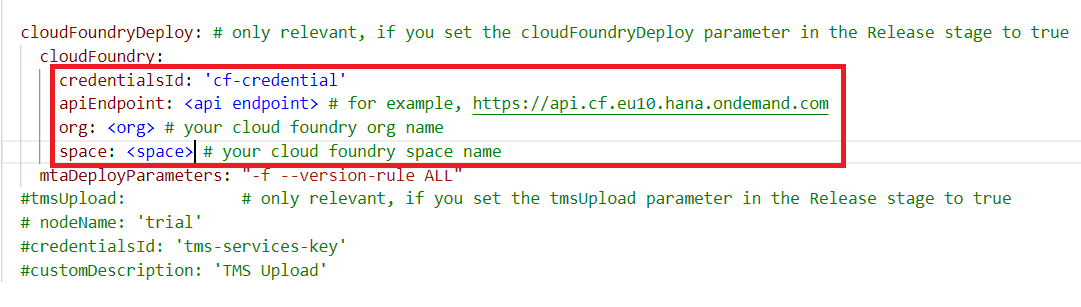 cloudFoundryDeploy: # only relevant, if you set the cloudFoundryDeploy parameter in the Release stage to true
cloudFoundry:
credentialsId: 'cf-credential'
apiEndpoint: <api endpoint> # for example, https://api.cf.eu10.hana.ondemand.com
org: <org> # your cloud foundry org name
space: <space> # your cloud foundry space name
mtaDeployParameters: "-f --version-rule ALL"
#tmsUpload: # only relevant, if you set the tmsUpload parameter in the Release stage to true
# nodeName: 'trial'
#credentialsId: 'tms-services-key'
#customDescription: 'TMS Upload'